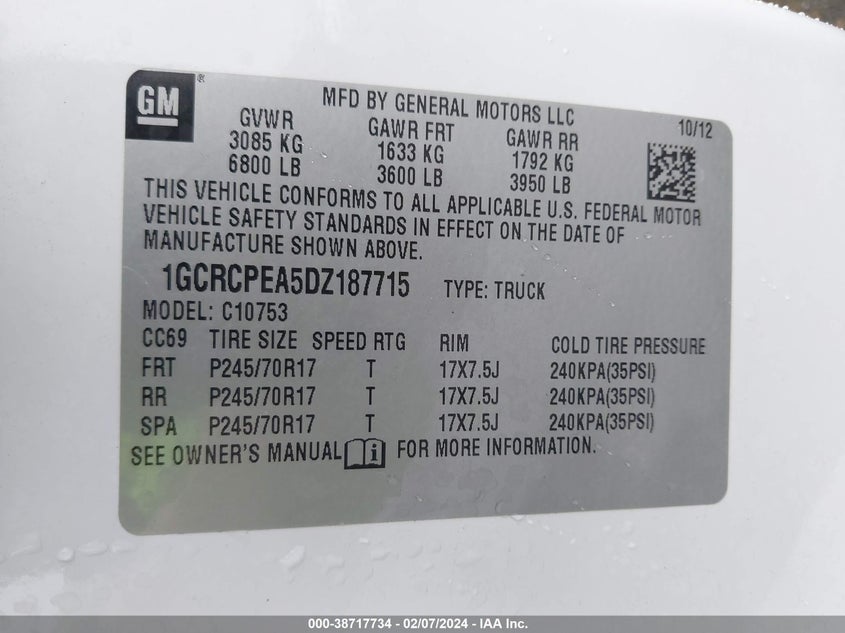 GM ®
MFD BY GENERAL MOTORS LLC
10/12
GVWR GAWR FRT GAWR RR
3085 KG 1633 KG 1792 KG
6800 LB 3600 LB 3950 LB
THIS VEHICLE CONFORMS TO ALL APPLICABLE U.S. FEDERAL MOTOR
VEHICLE SAFETY STANDARDS IN EFFECT ON THE DATE OF
MANUFACTURE SHOWN ABOVE.
1GCRCPEA5DZ187715 TYPE: TRUCK
MODEL: C10753
CC69 TIRE SIZE SPEED RTG RIM COLD TIRE PRESSURE
FRT P245/70R17 T 17X7.5J 240KPA(35PSI)
RR P245/70R17 T 17X7.5J 240KPA(35PSI)
SPA P245/70R17 T 17X7.5J 240KPA(35PSI)
SEE OWNER'S MANUAL i FOR MORE INFORMATION.
000-38717734 - 02/07/2024 - © IAA Inc.